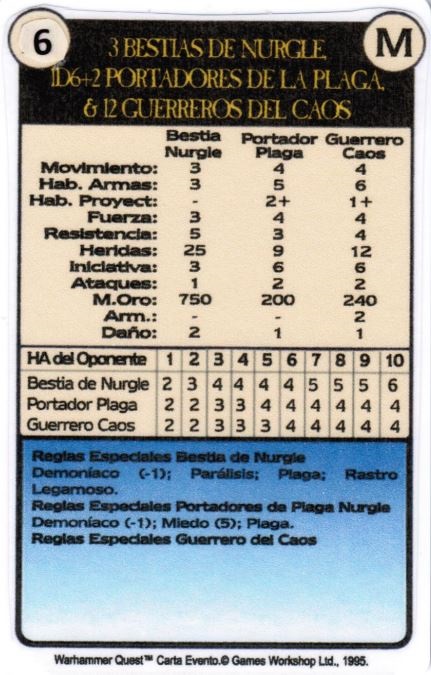 6
M
3 BESTIAS DE NURGLE,
1D6+2 PORTADORES DE LA PLAGA,
& 12 GUERREROS DEL CAOS
Bestia Portador Guerrero
Nurgle Plaga Caos
Movimiento: 3 4 4
Hab. Armas: 3 5 6
Hab. Proyect: - 2+ 1+
Fuerza: 3 4 4
Resistencia: 5 3 4
Heridas: 25 9 12
Iniciativa: 3 6 6
Ataques: 1 2 2
M.Oro: 750 200 240
Arm.: - - 2
Daño: 2 1 1
HA del Oponente 1 2 3 4 5 6 7 8 9 10
Bestia de Nurgle 2 3 4 4 4 4 5 5 5 6
Portador Plaga 2 2 3 3 4 4 4 4 4 4
Guerrero Caos 2 2 3 3 3 4 4 4 4 4
Reglas Especiales Bestia de Nurgle
Demoníaco (-1); Parálisis; Plaga; Rastro
Legamoso.
Reglas Especiales Portadores de Plaga Nurgle
Demoníaco (-1); Miedo (5); Plaga.
Reglas Especiales Guerrero del Caos
Warhammer Quest™ Carta Evento.© Games Workshop Ltd., 1995.